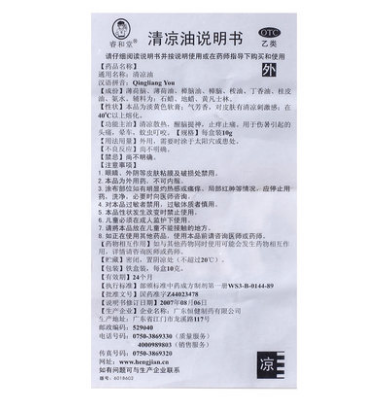 睿和堂
清凉油说明书
OTC
乙类
请仔细阅读说明书并按说明使用或在药师指导下购买和使用
外
【药品名称】
通用名称：清凉油
汉语拼音：Qingliang You
【成份】薄荷脑、薄荷油、樟脑油、樟脑、桉油、丁香油、桂皮
油、氨水。辅料为：石蜡、地蜡、黄凡士林。
【性状】本品为淡黄色软膏；气芳香，对皮肤有清凉刺激感；在
40℃以上熔化。
【功能主治】清凉散热，醒脑提神，止痒止痛。用于伤暑引起的
头痛，晕车，蚊虫叮咬。【规格】每盒装10g
【用法用量】外用，需要时涂于太阳穴或患处。
【不良反应】尚不明确。
【禁忌】尚不明确。
【注意事项】
1. 眼睛、外阴等皮肤粘膜及破损处禁用。
2. 本品为外用药，不可内服。
3. 涂布部位如有明显灼热感或瘙痒、局部红肿等情况，应停止用
药，洗净，必要时向医师咨询。
4. 对本品过敏者禁用，过敏体质者慎用。
5. 本品性状发生改变时禁止使用。
6. 儿童必须在成人监护下使用。
7. 请将本品放在儿童不能接触的地方。
8. 如正在使用其他药品，使用本品前请咨询医师或药师。
【药物相互作用】如与其他药物同时使用可能会发生药物相互作
用，详情请咨询医师或药师。
【贮藏】密闭，置阴凉处（不超过20℃）。
【包装】铁盒装，每盒10克。
【有效期】24个月
【执行标准】部颁标准中药成方制剂第一册WS3-B-0144-89
【批准文号】国药准字Z44023478
【说明书修订日期】2007年08月06日
【生产企业】企业名称：广东恒健制药有限公司
生产地址：广东省江门市龙溪路117号
邮政编码：529040
电话号码：0750-3869330（质量服务）
4000989803（销售服务）
传真号码：0750-3869320
网址：www.hengjian.cc
如有问题可与生产企业联系
凉